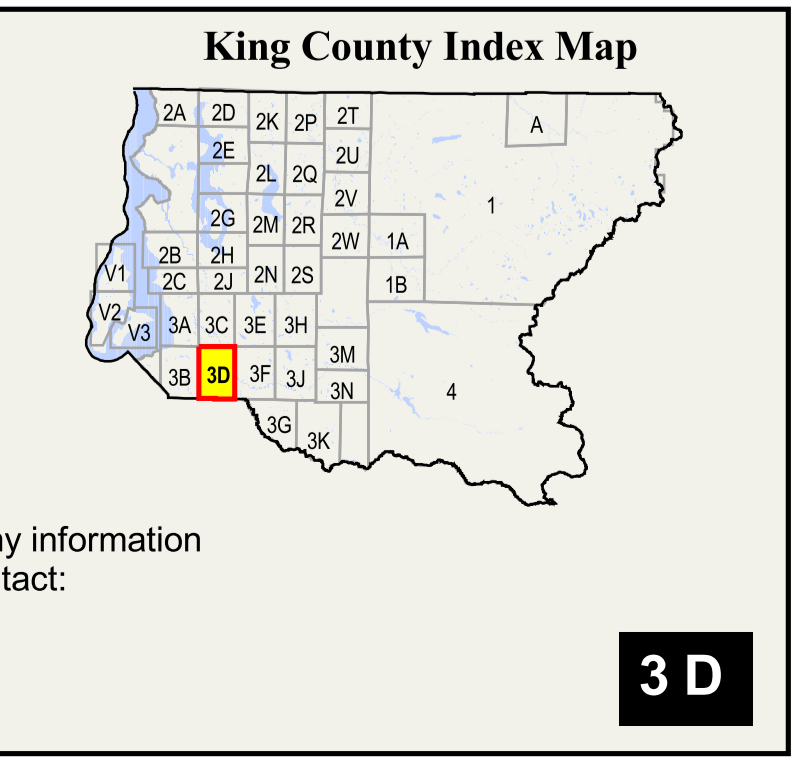 King County Index Map
2A 2D 2K 2P 2T A
2E 2L 2Q 2U
2V 1
2G 2M 2R
2B 2H 2W 1A
V1 2C 2J 2N 2S 1B
V2 V3 3A 3C 3E 3H
3B 3D 3F 3J 3M 4
3N
3G 3K
ny information
tact:
3 D